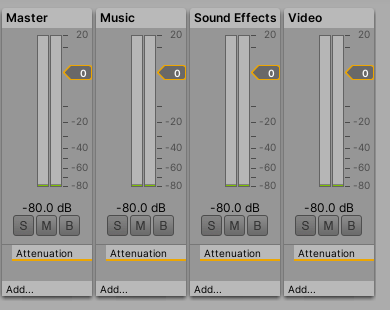 Master
20
0
-20
-40
-60
-80
-80.0 dB
S M B
Attenuation
Add...
Music
20
0
-20
-40
-60
-80
-80.0 dB
S M B
Attenuation
Add...
Sound Effects
20
0
-20
-40
-60
-80
-80.0 dB
S M B
Attenuation
Add...
Video
20
0
-20
-40
-60
-80
-80.0 dB
S M B
Attenuation
Add...